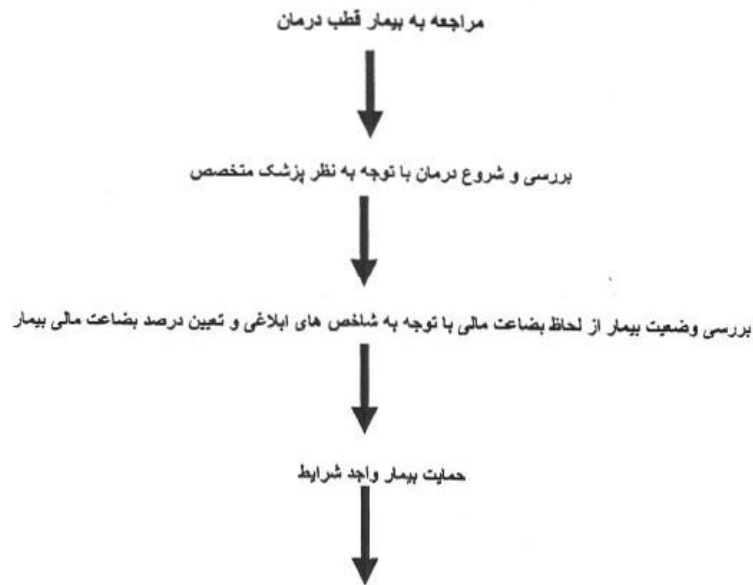 مراجعه به بیمار قطب درمان
بررسی و شروع درمان با توجه به نظر پزشک متخصص
بررسی وضعیت بیمار از لحاظ بضاعت مالی با توجه به شاخص های ابلاغی و تعیین درصد بضاعت مالی بیمار
حمایت بیمار واجد شرایط